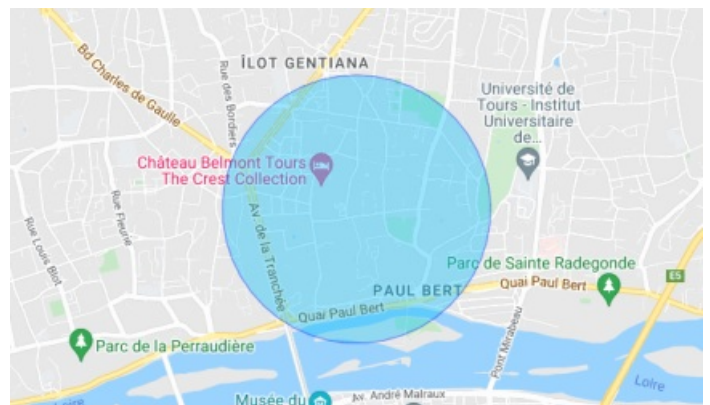 ÎLOT GENTIANA
Bd Charles de Gaulle
Rue des Bordiers
Université de
Tours - Institut
Universitaire
de...
Château Belmont Tours
The Crest Collection
Rue Fleurie
Rue Louis Blot
Av. de la Tranchée
Parc de Sainte Radegonde
E5
PAUL BERT
Quai Paul Bert
Quai Paul Bert
Parc de la Perraudière
Pont Mirabeau
Loire
Musée du
Av. André Malraux
Loire